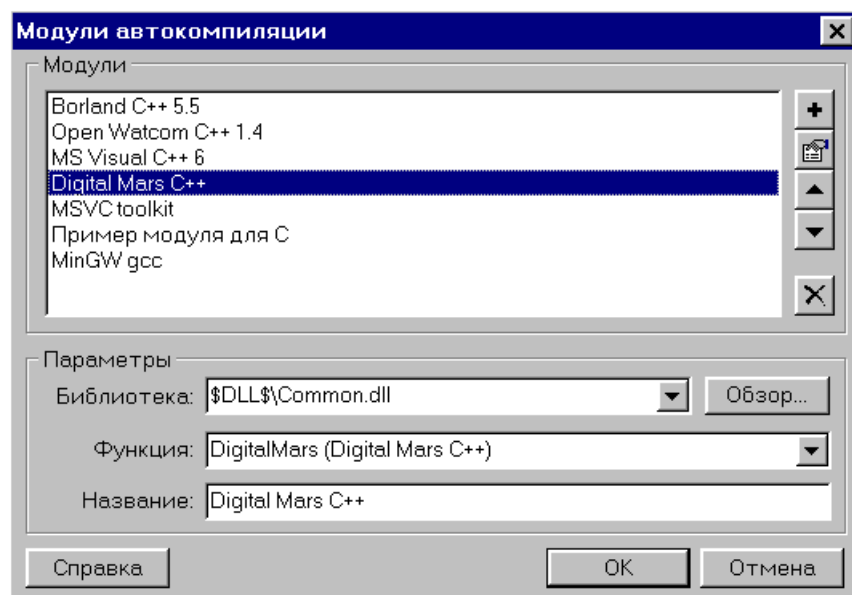 Модули автокомпиляции
Модули
Borland C++ 5.5
Open Watcom C++ 1.4
MS Visual C++ 6
Digital Mars C++
MSVC toolkit
Пример модуля для C
MinGW gcc
Параметры
Библиотека: $DLL$\Common.dll Обзор...
Функция: DigitalMars (Digital Mars C++)
Название: Digital Mars C++
Справка OK Отмена